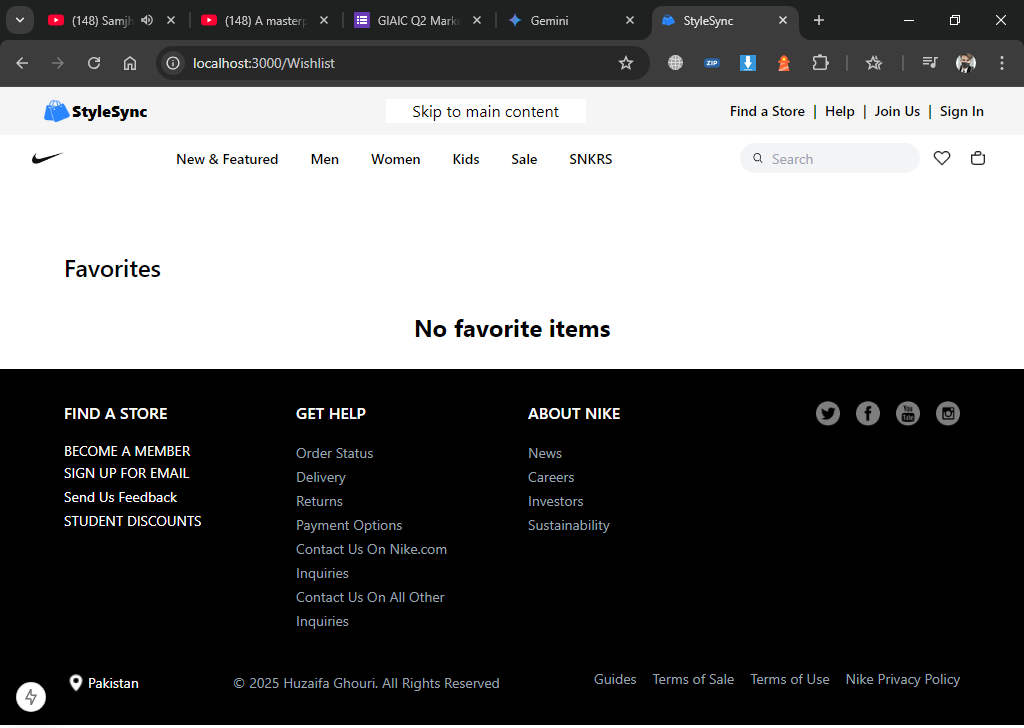 (148) Samjh
(148) A masterp
GIAIC Q2 Marke
Gemini
StyleSync
localhost:3000/Wishlist
ZIP
StyleSync
Skip to main content
Find a Store | Help | Join Us | Sign In
New & Featured Men Women Kids Sale SNKRS
Search
Favorites
No favorite items
FIND A STORE
BECOME A MEMBER
SIGN UP FOR EMAIL
Send Us Feedback
STUDENT DISCOUNTS
GET HELP
Order Status
Delivery
Returns
Payment Options
Contact Us On Nike.com
Inquiries
Contact Us On All Other
Inquiries
ABOUT NIKE
News
Careers
Investors
Sustainability
You
Tube
Pakistan
© 2025 Huzaifa Ghouri. All Rights Reserved
Guides Terms of Sale Terms of Use Nike Privacy Policy